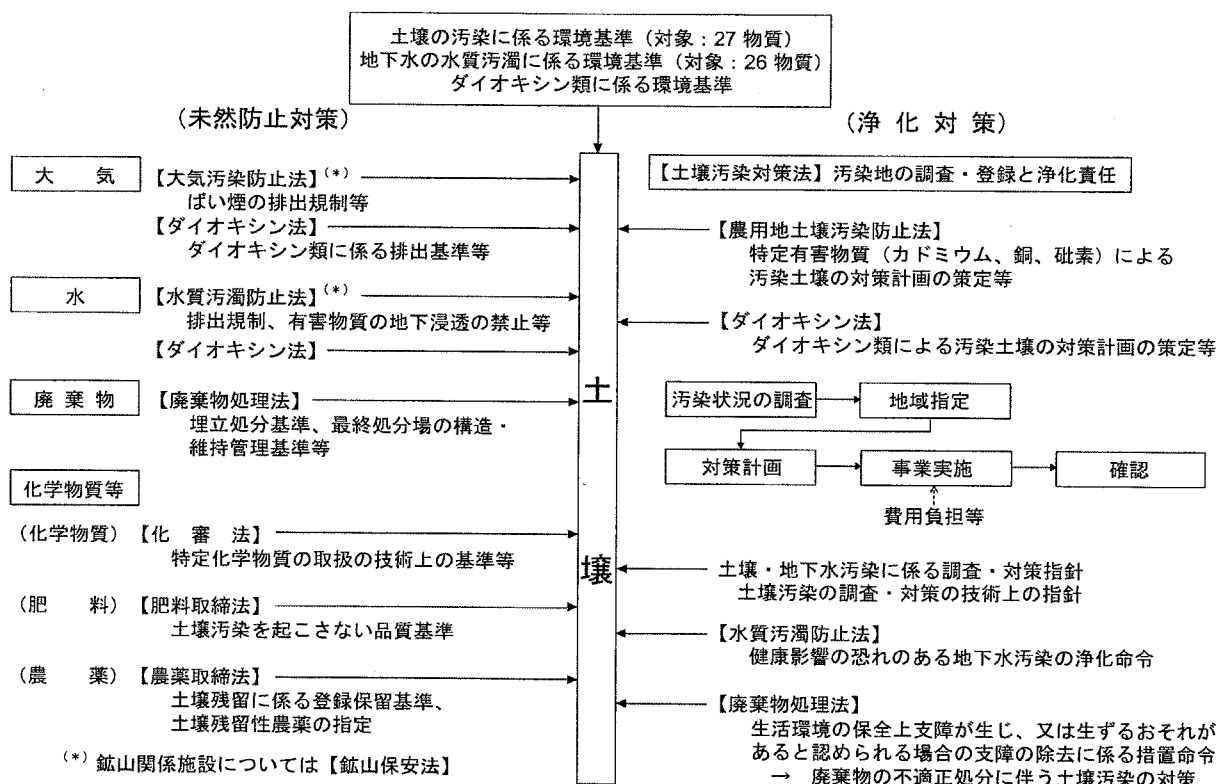 土壌の汚染に係る環境基準（対象：27 物質）
地下水の水質汚濁に係る環境基準（対象：26 物質）
ダイオキシン類に係る環境基準
（未然防止対策）
大　気
【大気汚染防止法】(*)
ばい煙の排出規制等
【ダイオキシン法】
ダイオキシン類に係る排出基準等
水
【水質汚濁防止法】(*)
排出規制、有害物質の地下浸透の禁止等
【ダイオキシン法】
廃 棄 物
【廃棄物処理法】
埋立処分基準、最終処分場の構造・
維持管理基準等
化学物質等
（化学物質）【化　審　法】
特定化学物質の取扱の技術上の基準等
（肥　　料）【肥料取締法】
土壌汚染を起こさない品質基準
（農　　薬）【農薬取締法】
土壌残留に係る登録保留基準、
土壌残留性農薬の指定
(*) 鉱山関係施設については【鉱山保安法】
土
壌
（浄 化 対 策）
【土壌汚染対策法】汚染地の調査・登録と浄化責任
【農用地土壌汚染防止法】
特定有害物質（カドミウム、銅、砒素）による
汚染土壌の対策計画の策定等
【ダイオキシン法】
ダイオキシン類による汚染土壌の対策計画の策定等
汚染状況の調査
地域指定
対策計画
事業実施
確認
費用負担等
土壌・地下水汚染に係る調査・対策指針
土壌汚染の調査・対策の技術上の指針
【水質汚濁防止法】
健康影響の恐れのある地下水汚染の浄化命令
【廃棄物処理法】
生活環境の保全上支障が生じ、又は生ずるおそれが
あると認められる場合の支障の除去に係る措置命令
→　廃棄物の不適正処分に伴う土壌汚染の対策